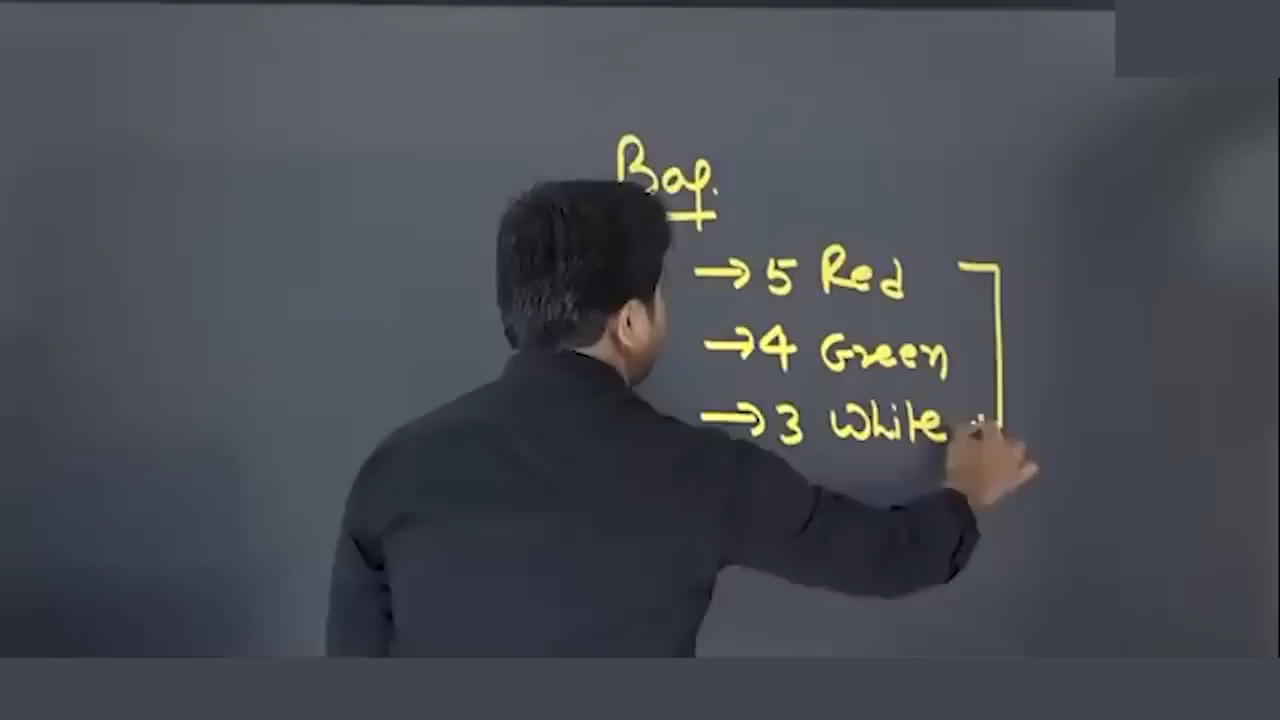 Bag.
→ 5 Red
→ 4 Green
→ 3 White